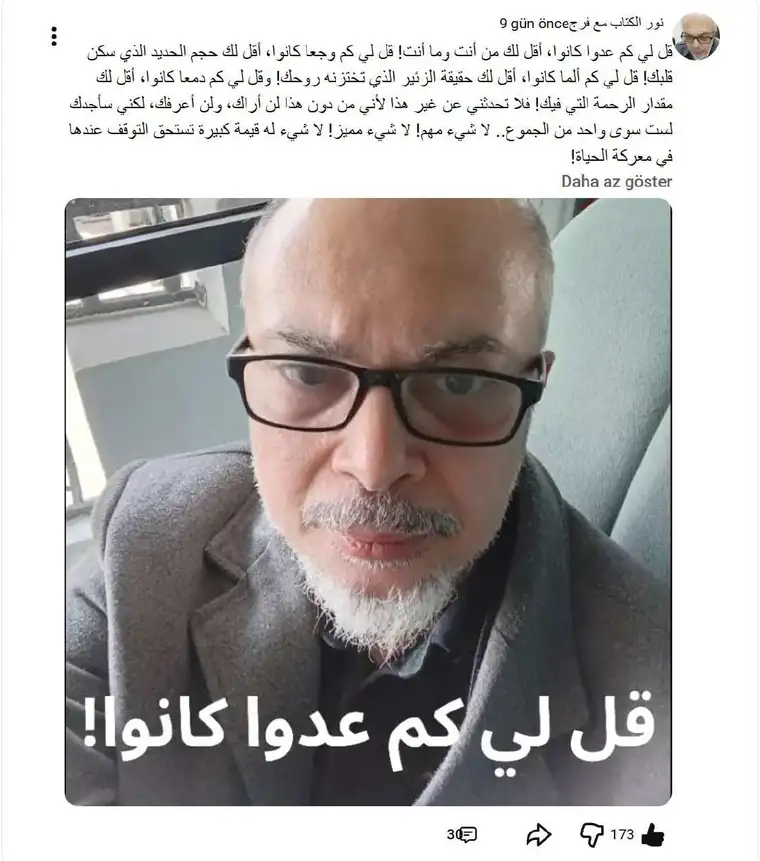 نور الكتاب مع فرج 9 gün önce
قل لي كم عدوا كانوا، أقل لك من أنت وما أنت! قل لي كم وجعا كانوا، أقل لك حجم الحديد الذي سكن
قلبك! قل لي كم ألما كانوا، أقل لك حقيقة الزئير الذي تختزنه روحك! وقل لي كم دمعا كانوا، أقل لك
مقدار الرحمة التي فيك! فلا تحدثني عن غير هذا لأني من دون هذا لن أراك، ولن أعرفك، لكني سأجدك
لست سوى واحد من الجموع.. لا شيء مهم! لا شيء مميز! لا شيء له قيمة كبيرة تستحق التوقف عندها
في معركة الحياة!
Daha az göster
قل لي كم عدوا كانوا!
173
30